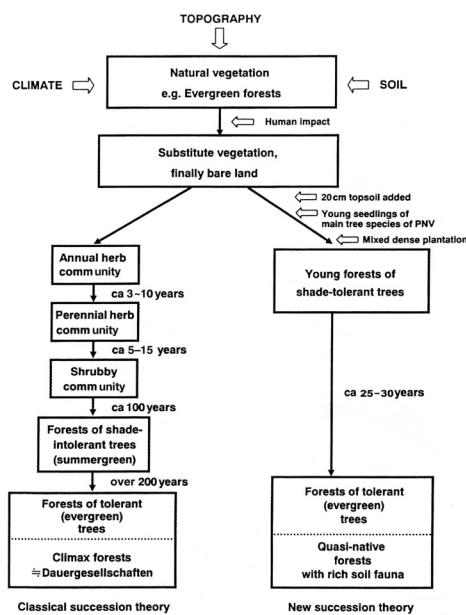 TOPOGRAPHY
CLIMATE
Natural vegetation
e.g. Evergreen forests
SOIL
Human impact
Substitute vegetation,
finally bare land
20cm topsoil added
Young seedlings of
main tree species of PNV
Mixed dense plantation
Annual herb
community
ca 3~10 years
Perennial herb
community
ca 5–15 years
Shrubby
community
ca 100 years
Forests of shade-
intolerant trees
(summergreen)
over 200 years
Forests of tolerant
(evergreen)
trees
Climax forests
≒Dauergesellschaften
Classical succession theory
Young forests of
shade-tolerant trees
ca 25–30years
Forests of tolerant
(evergreen)
trees
Quasi-native
forests
with rich soil fauna
New succession theory